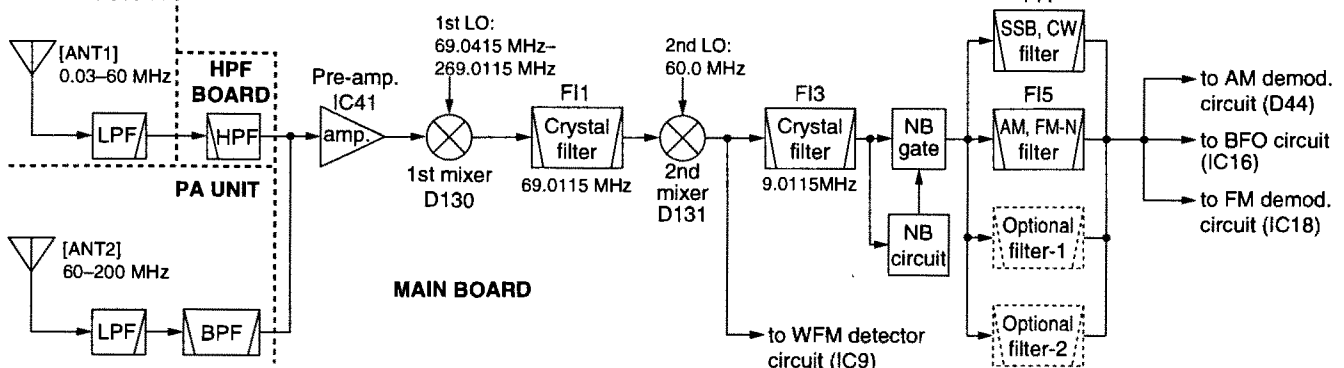 [ANT1]
0.03–60 MHz
LPF
HPF
BOARD
HPF
PA UNIT
[ANT2]
60–200 MHz
LPF
BPF
Pre-amp.
IC41
amp.
1st LO:
69.0415 MHz–
269.0115 MHz
1st mixer
D130
FI1
Crystal
filter
69.0115 MHz
2nd LO:
60.0 MHz
2nd
mixer
D131
MAIN BOARD
FI3
Crystal
filter
9.0115MHz
NB
gate
NB
circuit
to WFM detector
circuit (IC9)
SSB, CW
filter
FI5
AM, FM-N
filter
Optional
filter-1
Optional
filter-2
to AM demod.
circuit (D44)
to BFO circuit
(IC16)
to FM demod.
circuit (IC18)